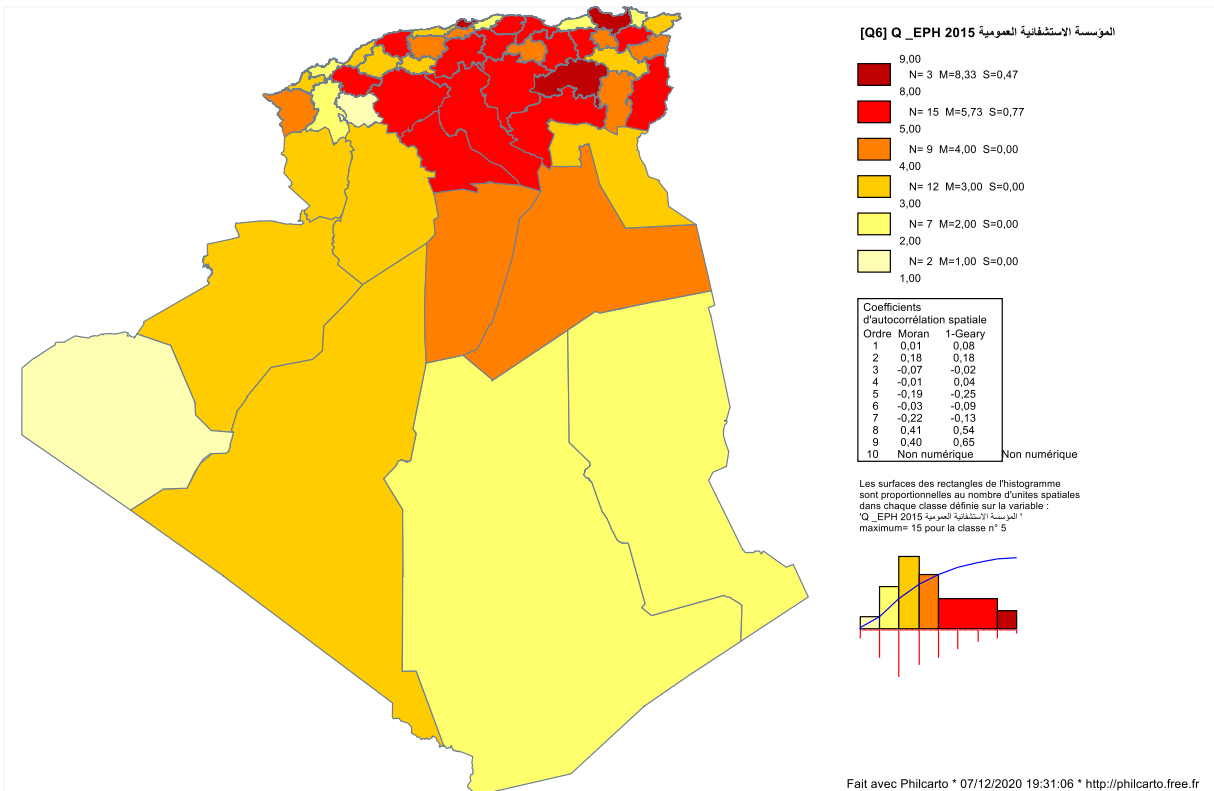 [Q6] Q _EPH 2015 المؤسسة الاستشفائية العمومية
9,00
N= 3 M=8,33 S=0,47
8,00
N= 15 M=5,73 S=0,77
5,00
N= 9 M=4,00 S=0,00
4,00
N= 12 M=3,00 S=0,00
3,00
N= 7 M=2,00 S=0,00
2,00
N= 2 M=1,00 S=0,00
1,00
Coefficients
d'autocorrélation spatiale
Ordre Moran 1-Geary
1 0,01 0,08
2 0,18 0,18
3 -0,07 -0,02
4 -0,01 0,04
5 -0,19 -0,25
6 -0,03 -0,09
7 -0,22 -0,13
8 0,41 0,54
9 0,40 0,65
10 Non numérique Non numérique
Les surfaces des rectangles de l'histogramme
sont proportionnelles au nombre d'unites spatiales
dans chaque classe définie sur la variable :
'Q _EPH 2015 المؤسسة الاستشفائية العمومية '
maximum= 15 pour la classe n° 5
Fait avec Philcarto * 07/12/2020 19:31:06 * http://philcarto.free.fr